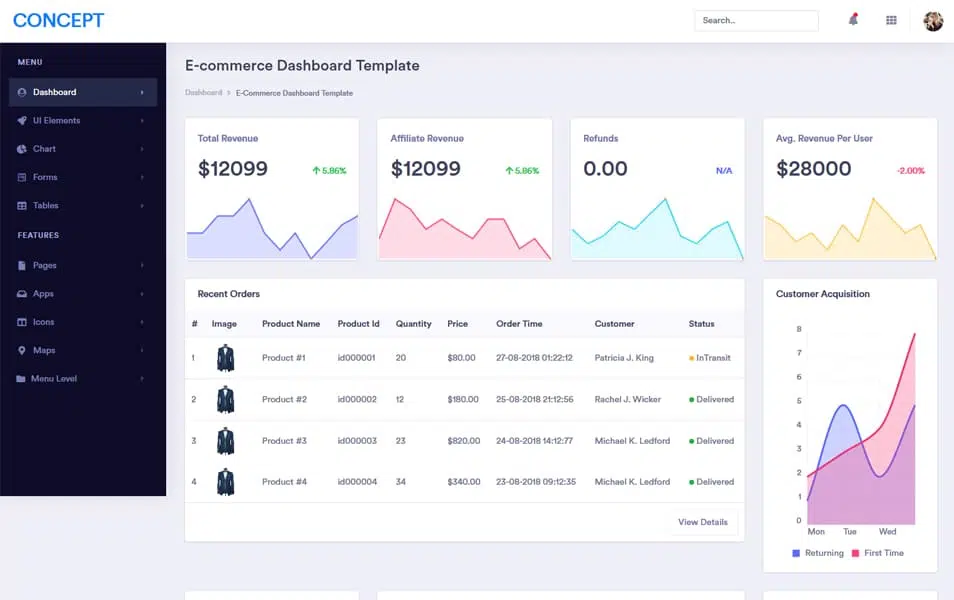 CONCEPT
Search..
MENU
Dashboard
UI Elements
Chart
Forms
Tables
FEATURES
Pages
Apps
Icons
Maps
Menu Level
E-commerce Dashboard Template
Dashboard > E-Commerce Dashboard Template
Total Revenue
$12099 5.86%
Affiliate Revenue
$12099 5.86%
Refunds
0.00 N/A
Avg. Revenue Per User
$28000 -2.00%
Recent Orders
# Image Product Name Product Id Quantity Price Order Time Customer Status
1 Product #1 id000001 20 $80.00 27-08-2018 01:22:12 Patricia J. King InTransit
2 Product #2 id000002 12 $180.00 25-08-2018 21:12:56 Rachel J. Wicker Delivered
3 Product #3 id000003 23 $820.00 24-08-2018 14:12:77 Michael K. Ledford Delivered
4 Product #4 id000004 34 $340.00 23-08-2018 09:12:35 Michael K. Ledford Delivered
View Details
Customer Acquisition
8
7
6
5
4
3
2
1
0
Mon Tue Wed
Returning First Time